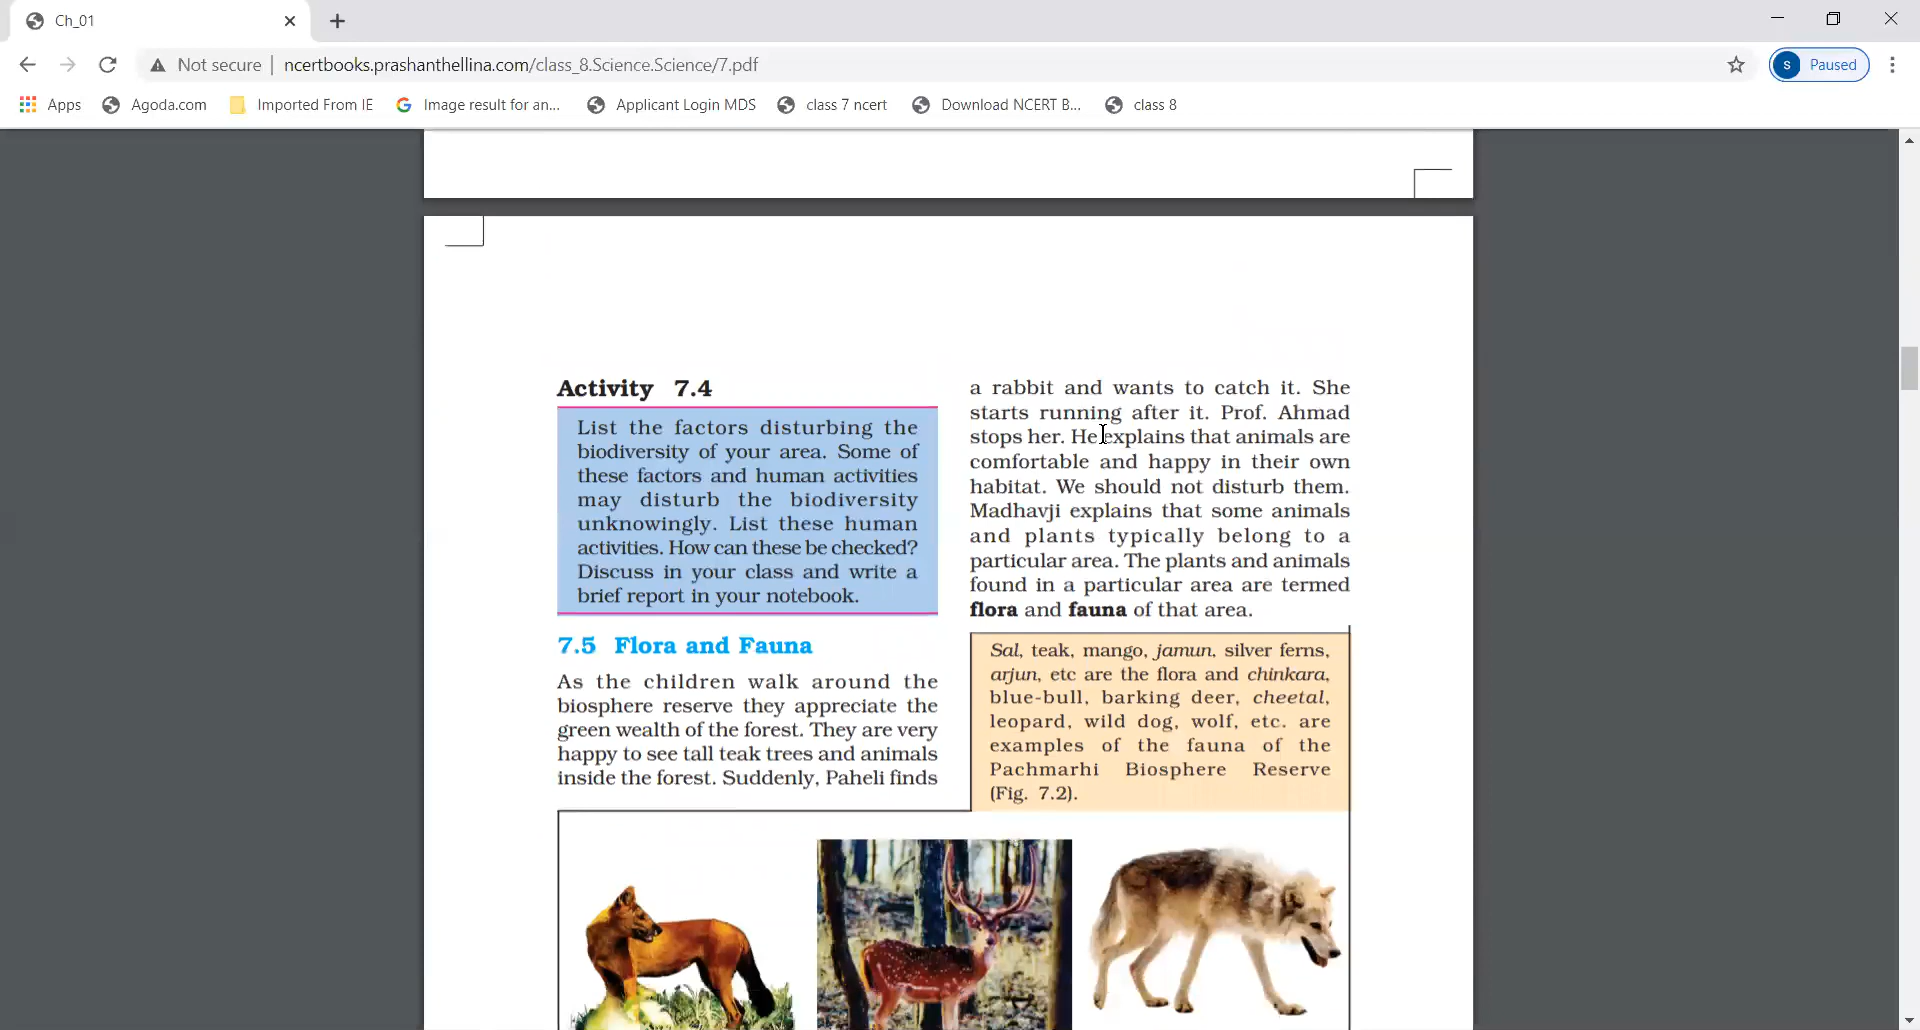 Ch_01
Not secure
ncertbooks.prashanthellina.com/class_8.Science.Science/7.pdf
S
Paused
Apps
Agoda.com
Imported From IE
Image result for an...
Applicant Login MDS
class 7 ncert
Download NCERT B...
class 8
Activity 7.4
List the factors disturbing the
biodiversity of your area. Some of
these factors and human activities
may disturb the biodiversity
unknowingly. List these human
activities. How can these be checked?
Discuss in your class and write a
brief report in your notebook.
7.5 Flora and Fauna
As the children walk around the
biosphere reserve they appreciate the
green wealth of the forest. They are very
happy to see tall teak trees and animals
inside the forest. Suddenly, Paheli finds
a rabbit and wants to catch it. She
starts running after it. Prof. Ahmad
stops her. He explains that animals are
comfortable and happy in their own
habitat. We should not disturb them.
Madhavji explains that some animals
and plants typically belong to a
particular area. The plants and animals
found in a particular area are termed
flora and fauna of that area.
Sal, teak, mango, jamun, silver ferns,
arjun, etc are the flora and chinkara,
blue-bull, barking deer, cheetal,
leopard, wild dog, wolf, etc. are
examples of the fauna of the
Pachmarhi Biosphere Reserve
(Fig. 7.2).